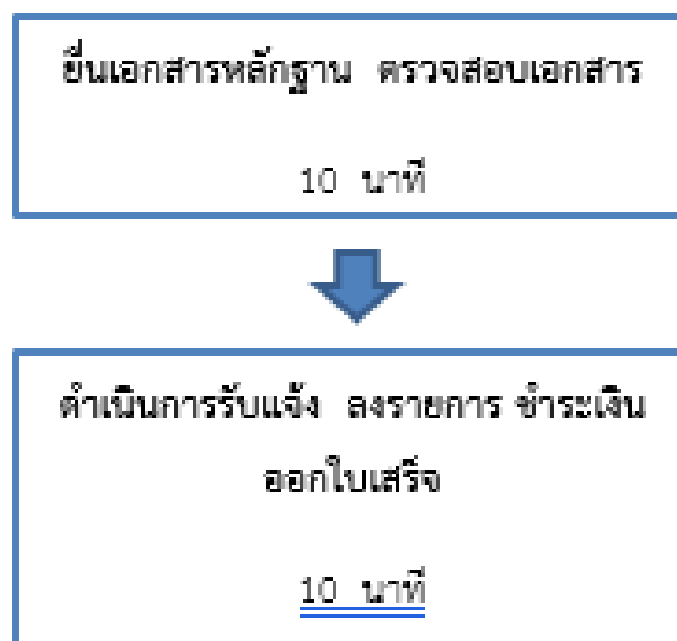 ยื่นเอกสารหลักฐาน ตรวจสอบเอกสาร
10 นาที
ดำเนินการรับแจ้ง ลงรายการ ชำระเงิน
ออกใบเสร็จ
10 นาที